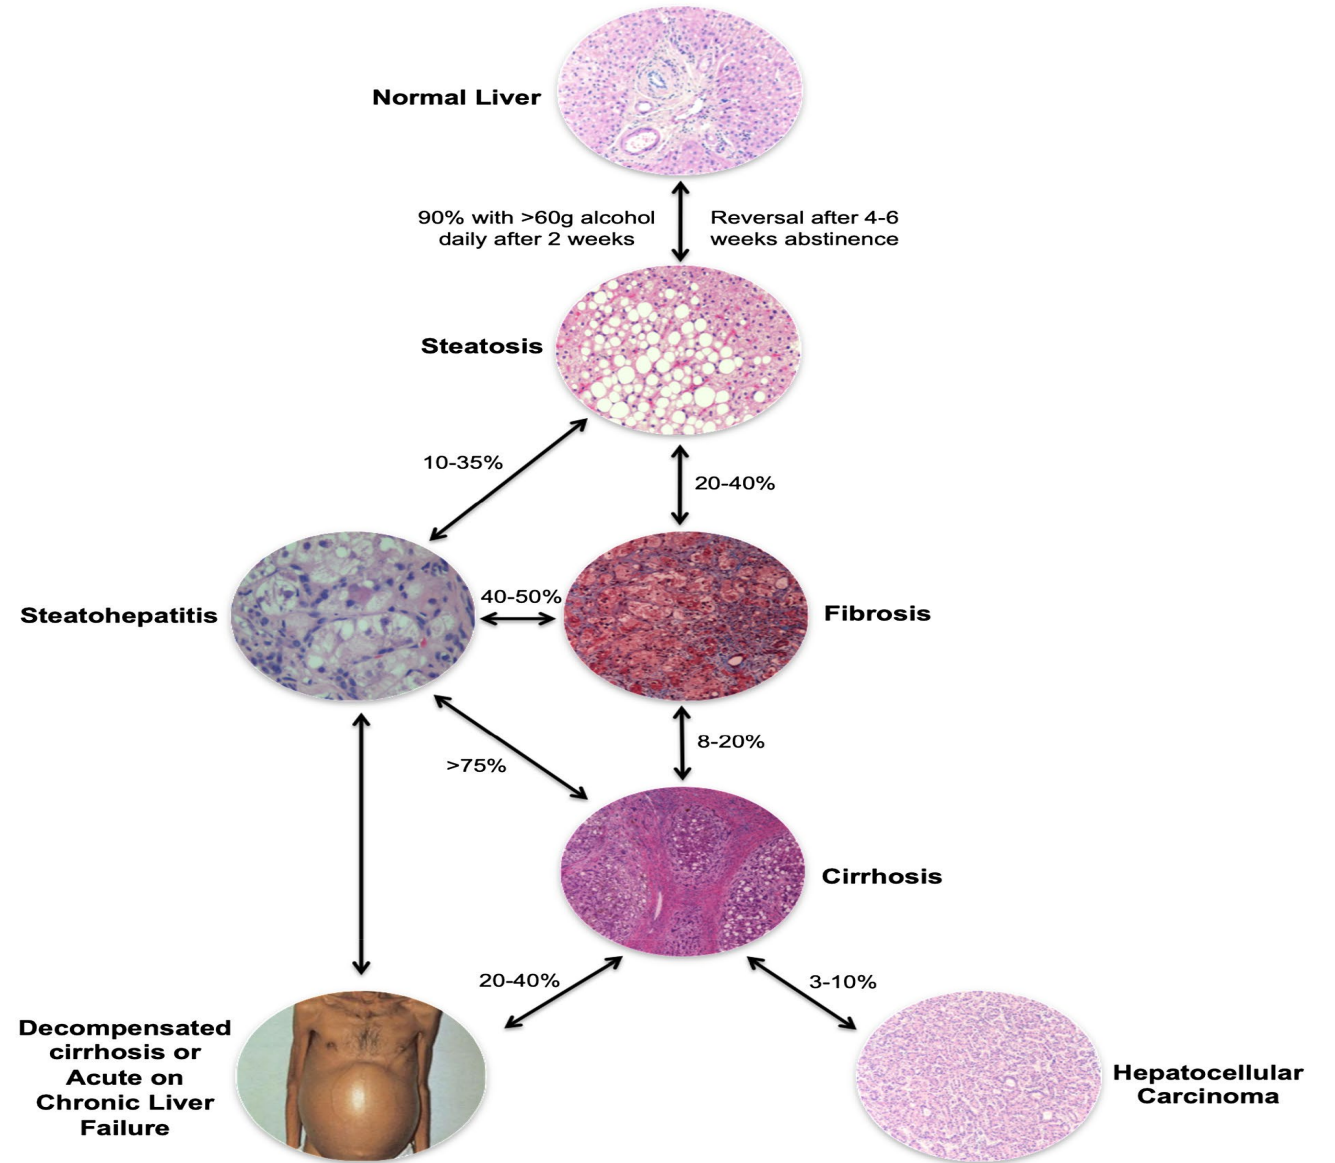 Normal Liver
90% with >60g alcohol
daily after 2 weeks
Reversal after 4-6
weeks abstinence
Steatosis
10-35%
20-40%
Steatohepatitis
40-50%
Fibrosis
>75%
8-20%
Cirrhosis
20-40%
3-10%
Decompensated
cirrhosis or
Acute on
Chronic Liver
Failure
Hepatocellular
Carcinoma